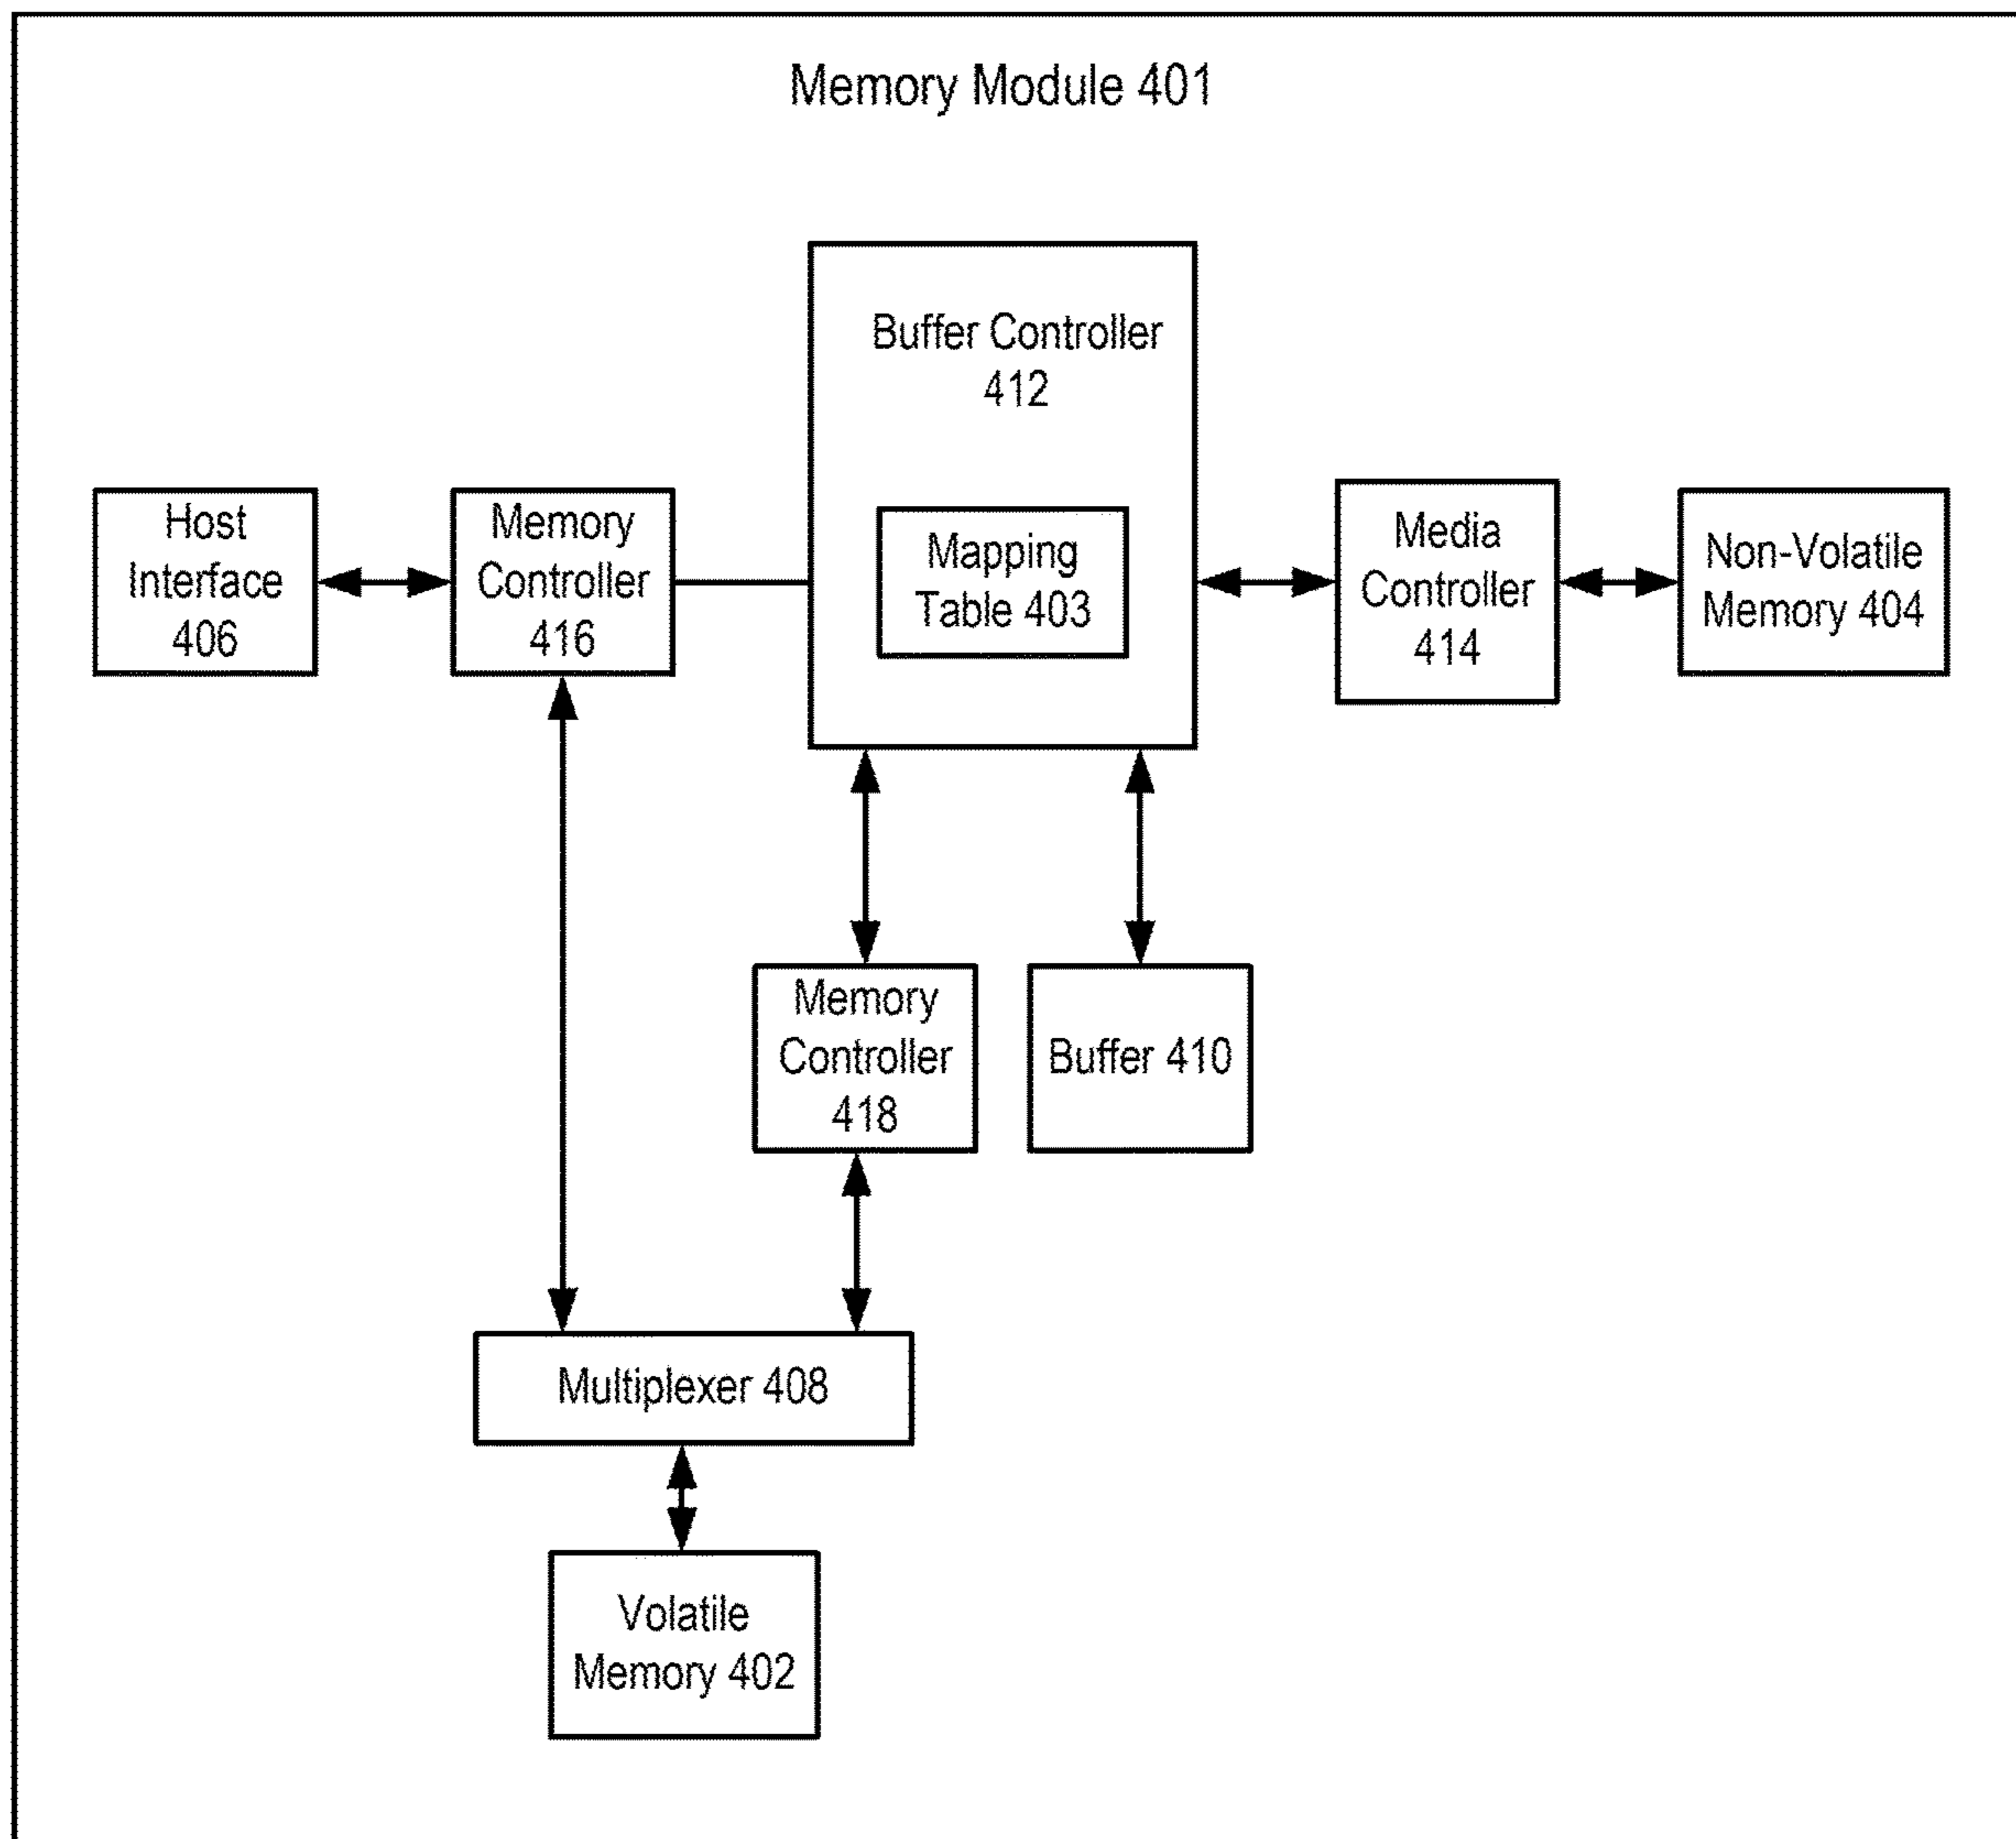 Memory Module 401
Buffer Controller
412
Mapping
Table 403
Host
Interface
406
Memory
Controller
416
Media
Controller
414
Non-Volatile
Memory 404
Memory
Controller
418
Buffer 410
Multiplexer 408
Volatile
Memory 402